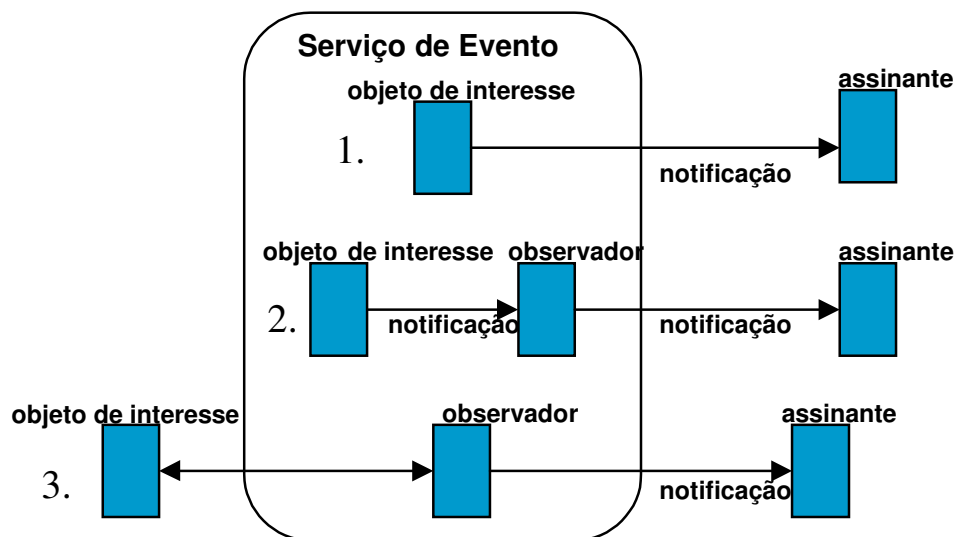 Serviço de Evento
objeto de interesse
assinante
1.
notificação
objeto de interesse
observador
assinante
2.
notificação
notificação
objeto de interesse
observador
assinante
3.
notificação